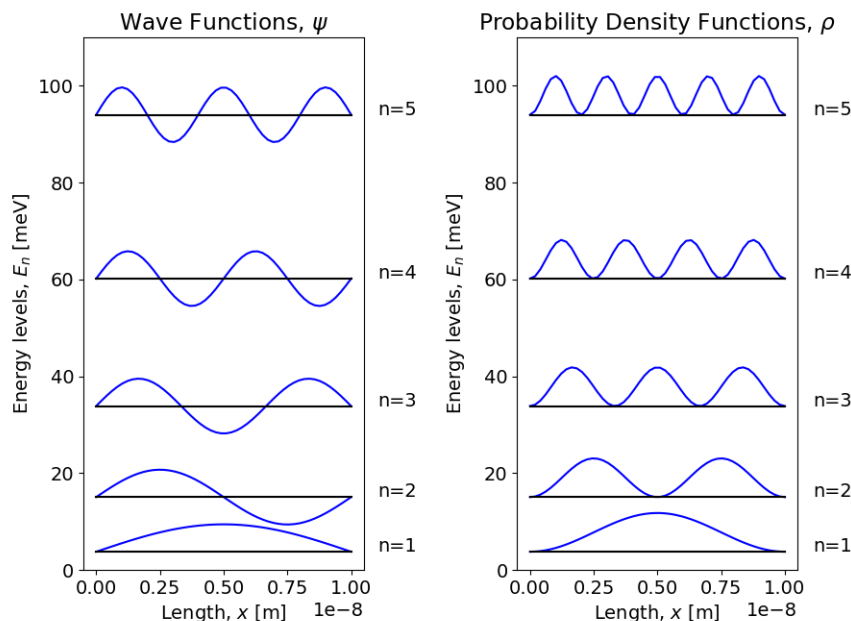 Wave Functions, ψ
Energy levels, Eₙ [meV]
100
80
60
40
20
0
n=5
n=4
n=3
n=2
n=1
0.00 0.25 0.50 0.75 1.00
1e−8
Length, x [m]
Probability Density Functions, ρ
Energy levels, Eₙ [meV]
100
80
60
40
20
0
n=5
n=4
n=3
n=2
n=1
0.00 0.25 0.50 0.75 1.00
1e−8
Length, x [m]